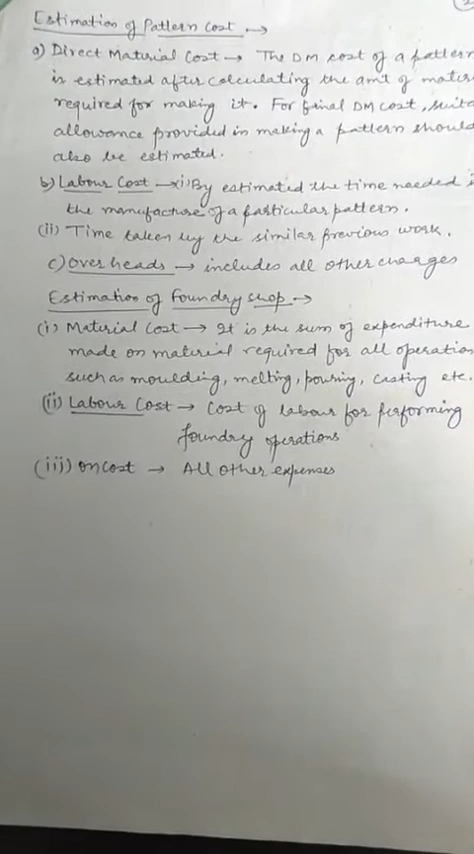 Estimation of Pattern Cost →
a) Direct Material Cost → The DM cost of a pattern
is estimated after calculating the amt of mater
required for making it. For final DM cost, suita
allowance provided in making a pattern should
also be estimated.
b) Labour Cost → (i) By estimated the time needed i
the manufacture of a particular pattern.
(ii) Time taken by the similar previous work.
c) Over heads → includes all other charges
Estimation of Foundry shop →
(i) Material Cost → It is the sum of expenditure
made on material required for all operation
such as moulding, melting, pouring, casting etc.
(ii) Labour Cost → Cost of labour for performing
foundry operations
(iii) on cost → All other expenses